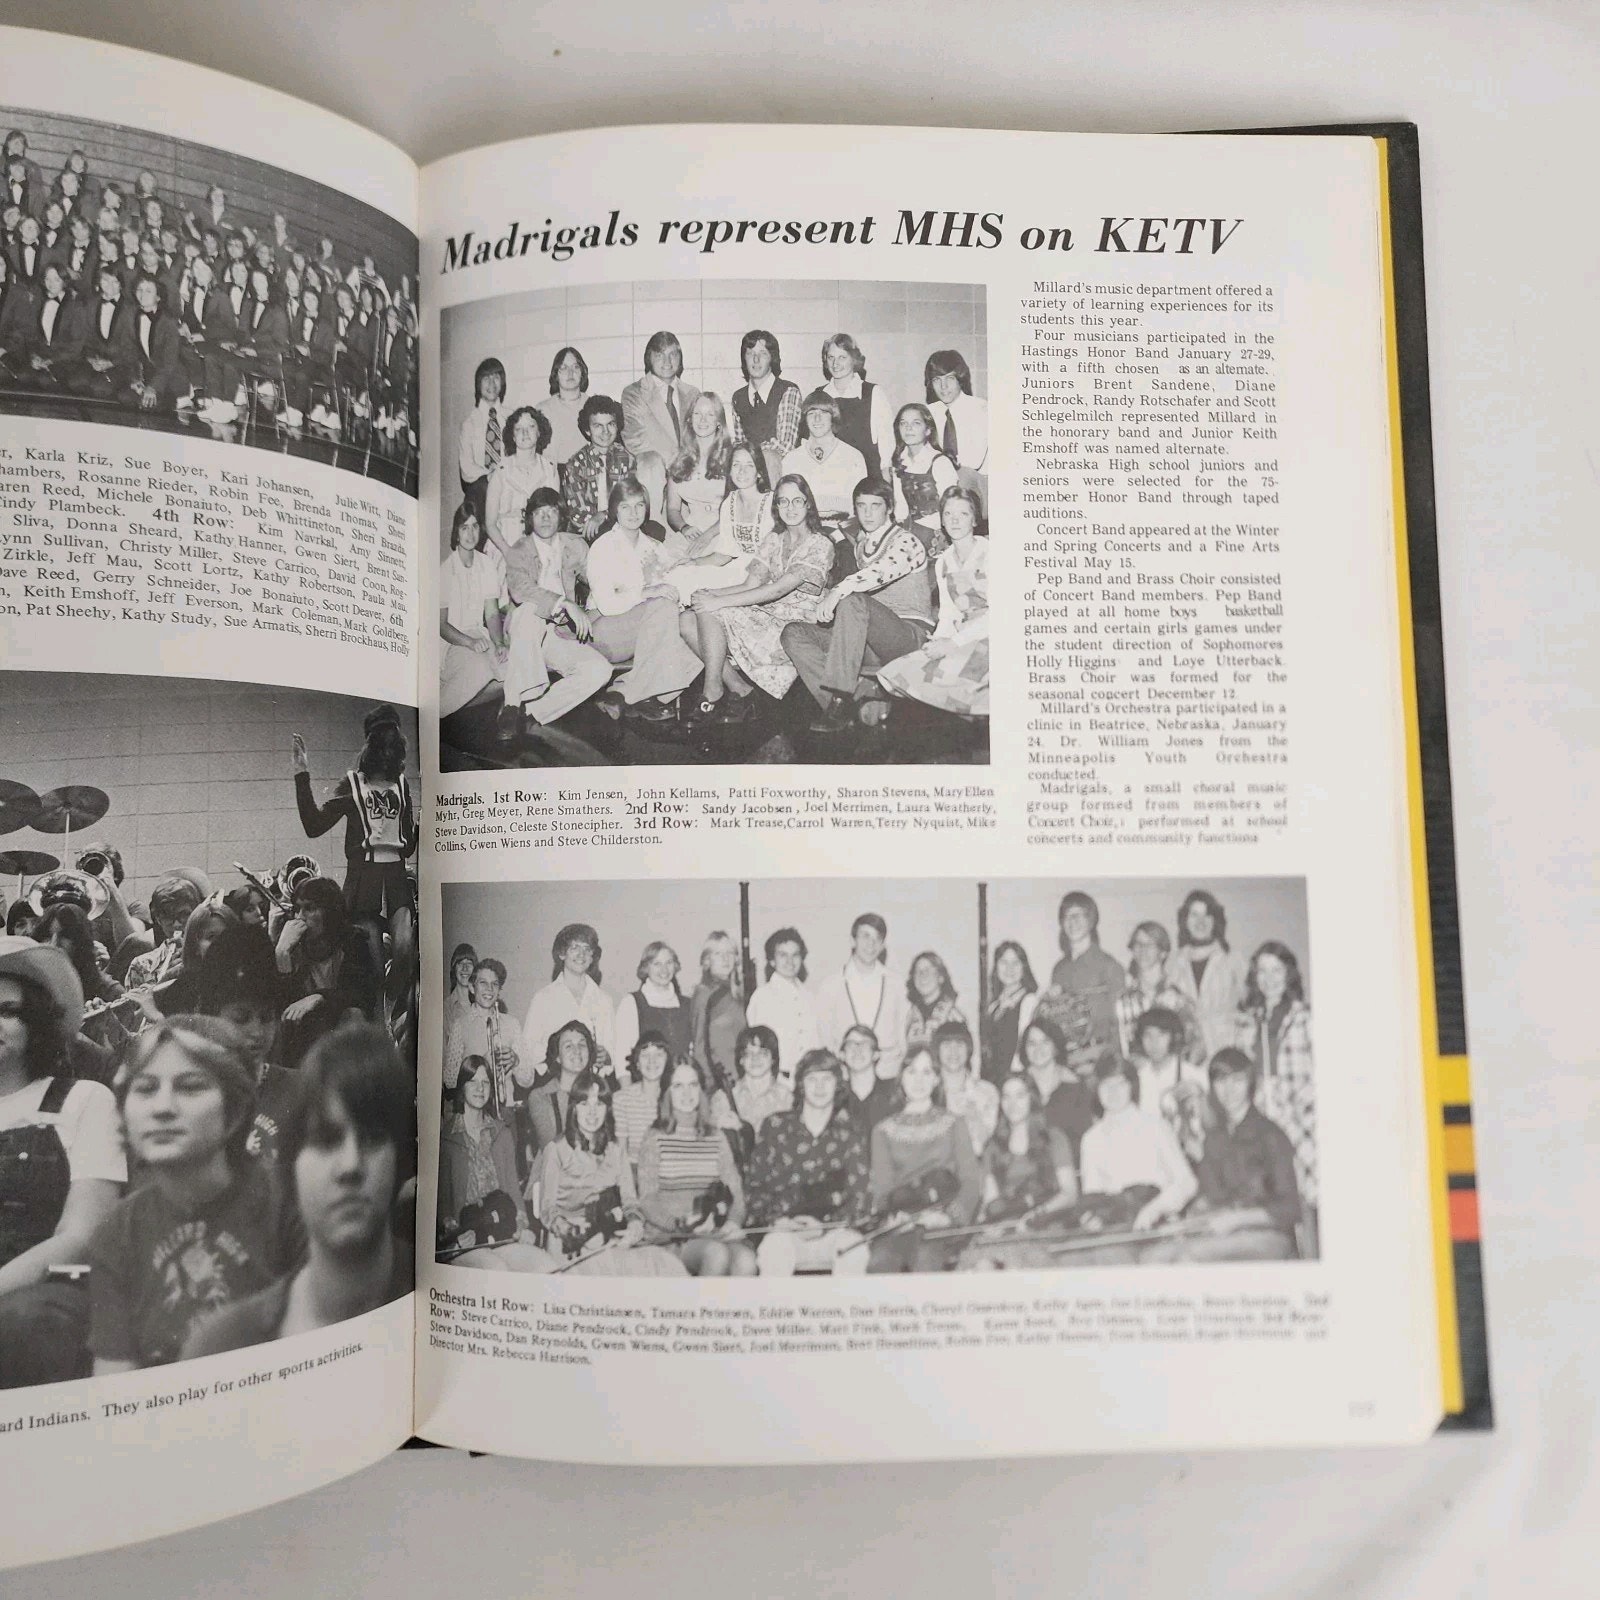 r, Karla Kriz, Sue Boyer, Kari Johansen, Julie Witt, Diane
hambers, Rosanne Rieder, Robin Fee, Brenda Thomas, Sheri
aren Reed, Michele Bonaiuto, Deb Whittington, Sheri Braada,
Cindy Plambeck. 4th Row: Kim Navrkal, Amy Sinnett,
Sliva, Donna Sheard, Kathy Hanner, Gwen Siert, Brent San-
ynn Sullivan, Christy Miller, Steve Carrico, David Coon, Rog-
Zirkle, Jeff Mau, Scott Lortz, Kathy Robertson, Paula Mau,
Dave Reed, Gerry Schneider, Joe Bonaiuto, Scott Deaver, 6th
n, Keith Emshoff, Jeff Everson, Mark Coleman, Mark Goldberg,
on, Pat Shechy, Kathy Study, Sue Armatis, Sherri Brockhaus, Holly
ard Indians. They also play for other sports activities.
Madrigals represent MHS on KETV
Millard's music department offered a
variety of learning experiences for its
students this year.
Four musicians participated in the
Hastings Honor Band January 27-29,
with a fifth chosen as an alternate.
Juniors Brent Sandene, Diane
Pendrock, Randy Rotschafer and Scott
Schlegelmilch represented Millard in
the honorary band and Junior Keith
Emshoff was named alternate.
Nebraska High school juniors and
seniors were selected for the 75-
member Honor Band through taped
auditions.
Concert Band appeared at the Winter
and Spring Concerts and a Fine Arts
Festival May 15.
Pep Band and Brass Choir consisted
of Concert Band members. Pep Band
played at all home boys basketball
games and certain girls games under
the student direction of Sophomores
Holly Higgins and Loye Utterback.
Brass Choir was formed for the
seasonal concert December 12.
Millard's Orchestra participated in a
clinic in Beatrice, Nebraska, January
24. Dr. William Jones from the
Minneapolis Youth Orchestra
conducted.
Madrigals, a small choral music
group formed from members of
Concert Choir, performed at school
concerts and community functions
Madrigals. 1st Row: Kim Jensen, John Kellams, Patti Foxworthy, Sharon Stevens, Mary Ellen
Myhr, Greg Meyer, Rene Smathers. 2nd Row: Sandy Jacobsen, Joel Merrimen, Laura Weatherly,
Steve Davidson, Celeste Stonecipher. 3rd Row: Mark Trease, Carrol Warren, Terry Nyquist, Mike
Collins, Gwen Wiens and Steve Childerston.
Orchestra 1st Row: Lisa Christiansen, Tamara Petersen, Eddie Warren, Dan Harris, Cheryl
Row: Steve Carrico, Diane Pendrock, Cindy Pendrock, Dave Miller, Matt Fink, Mark Trease,
Steve Davidson, Dan Reynolds, Gwen Wiens, Gwen Siert, Joel Merriman,
Director Mrs. Rebecca Harrison.